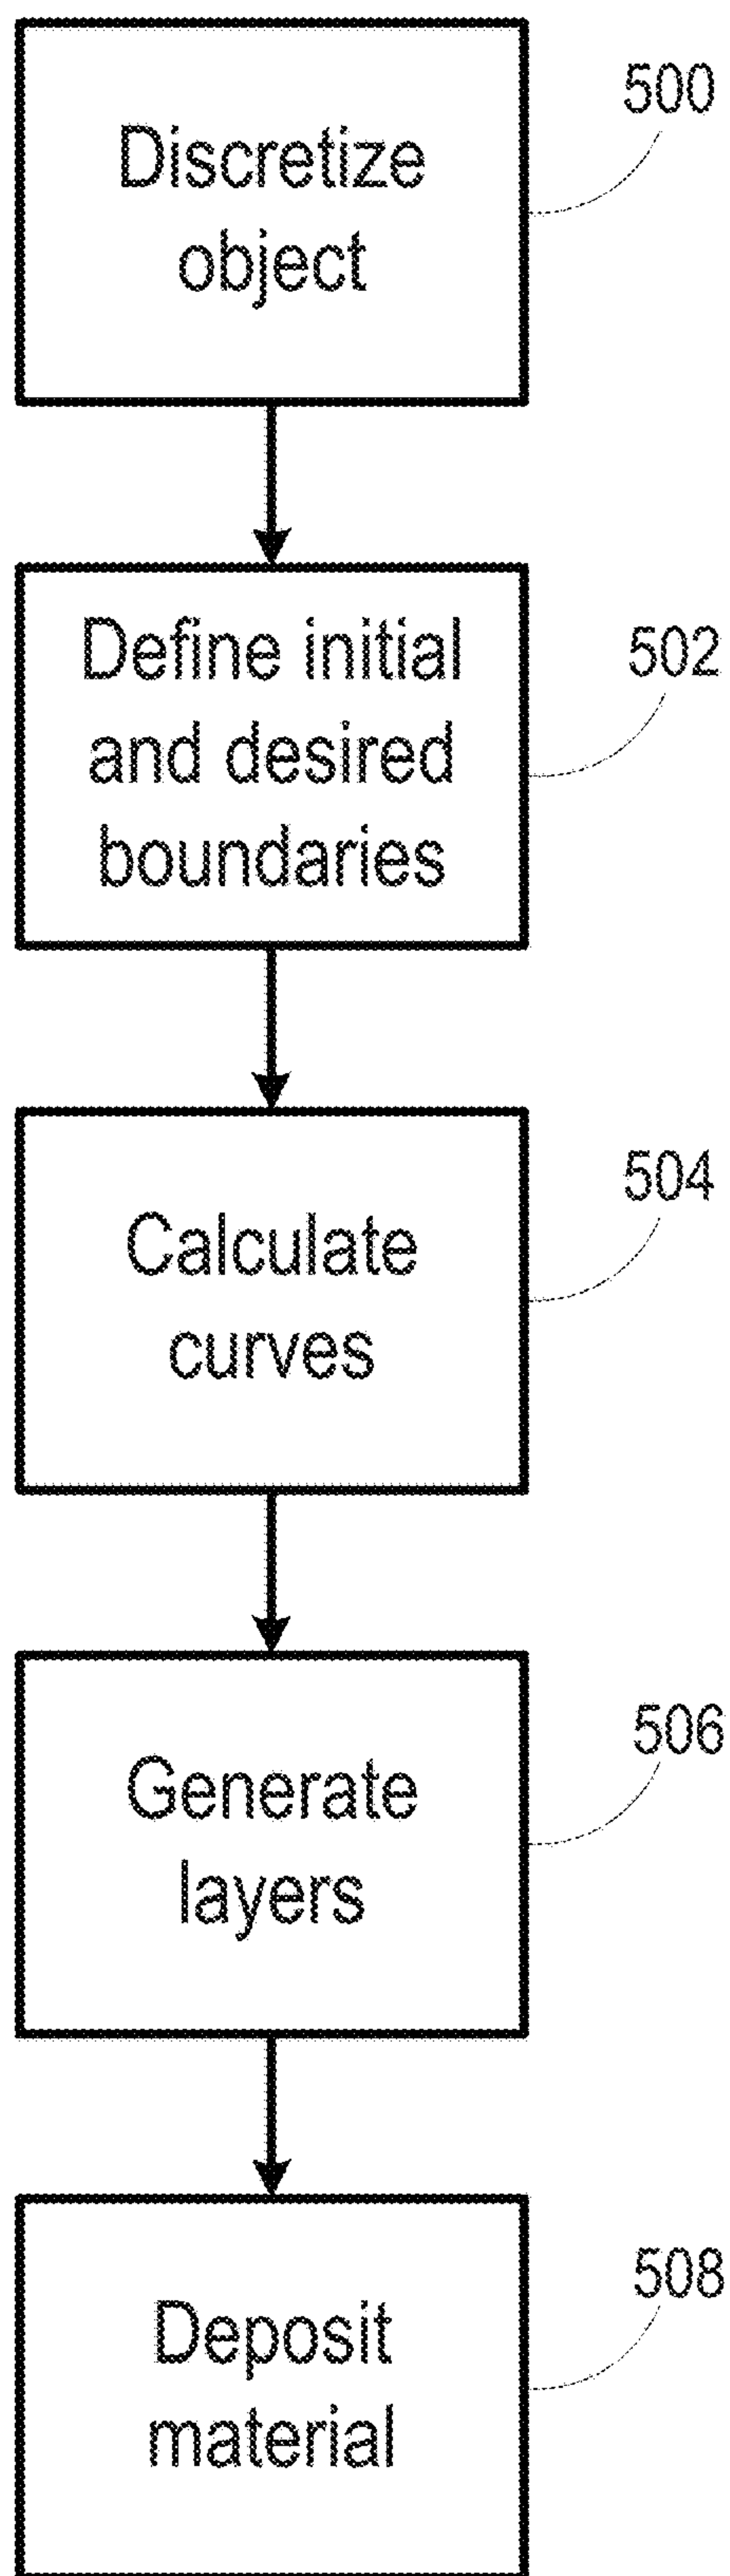 500
Discretize
object
502
Define initial
and desired
boundaries
504
Calculate
curves
506
Generate
layers
508
Deposit
material